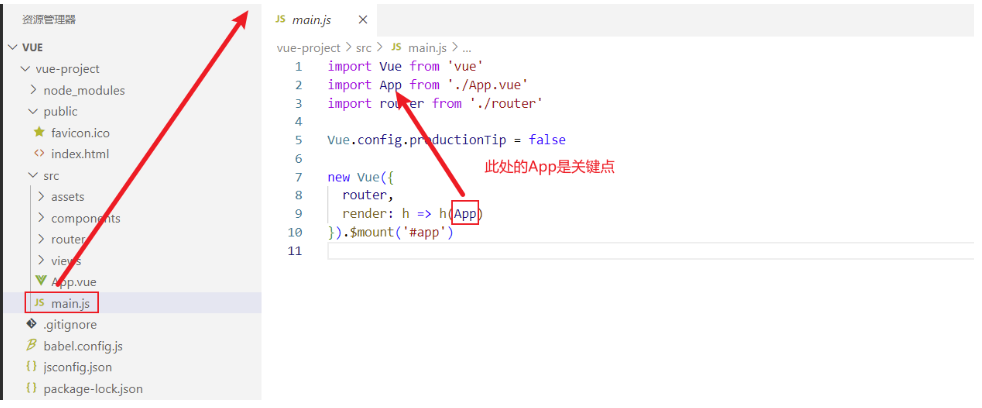 资源管理器
VUE
vue-project
node_modules
public
favicon.ico
index.html
src
assets
components
router
views
App.vue
JS main.js
.gitignore
babel.config.js
{} jsconfig.json
{} package-lock.json
JS main.js ×
vue-project > src > JS main.js > ...
1 import Vue from 'vue'
2 import App from './App.vue'
3 import router from './router'
4
5 Vue.config.productionTip = false
6
7 new Vue({
8 router,
9 render: h => h(App)
10 }).$mount('#app')
11
此处的App是关键点